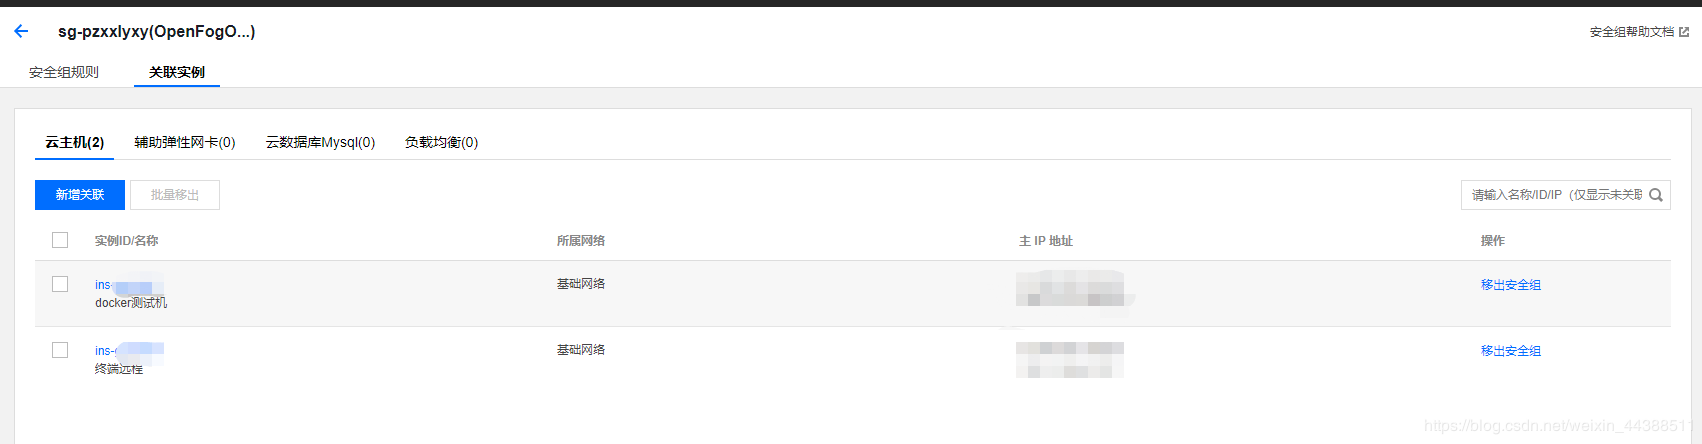 sg-pzxxlyxy(OpenFogO...)
安全组帮助文档
安全组规则 关联实例
云主机(2) 辅助弹性网卡(0) 云数据库Mysql(0) 负载均衡(0)
新增关联 批量移出 请输入名称/ID/IP（仅显示未关联
实例ID/名称 所属网络 主 IP 地址 操作
ins- 基础网络 移出安全组
docker测试机
ins- 基础网络 移出安全组
终端远程
https://blog.csdn.net/weixin_44388511